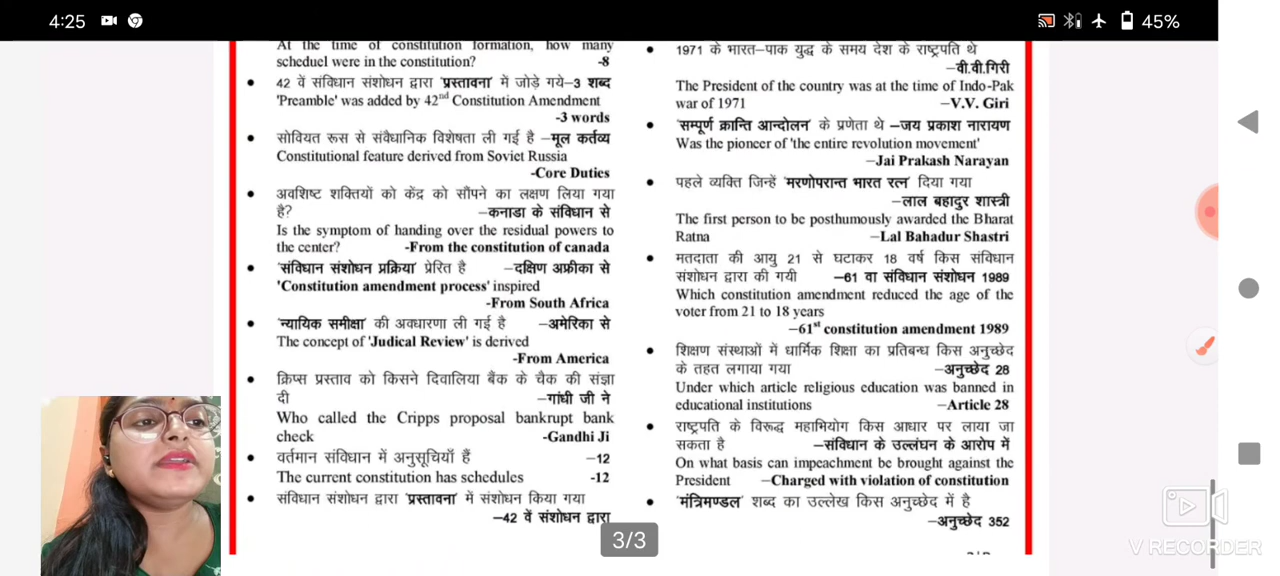 4:25
45%
At the time of constitution formation, how many
scheduel were in the constitution? -8
• 42 वें संविधान संशोधन द्वारा 'प्रस्तावना' में जोड़े गये–3 शब्द
'Preamble' was added by 42nd Constitution Amendment
-3 words
• सोवियत रूस से संवैधानिक विशेषता ली गई है –मूल कर्तव्य
Constitutional feature derived from Soviet Russia
-Core Duties
• अवशिष्ट शक्तियों को केंद्र को सौंपने का लक्षण लिया गया
है? –कनाडा के संविधान से
Is the symptom of handing over the residual powers to
the center? -From the constitution of canada
• 'संविधान संशोधन प्रक्रिया' प्रेरित है –दक्षिण अफ्रीका से
'Constitution amendment process' inspired
-From South Africa
• 'न्यायिक समीक्षा' की अवधारणा ली गई है –अमेरिका से
The concept of 'Judical Review' is derived
-From America
• क्रिप्स प्रस्ताव को किसने दिवालिया बैंक के चैक की संज्ञा
दी –गांधी जी ने
Who called the Cripps proposal bankrupt bank
check -Gandhi Ji
• वर्तमान संविधान में अनुसूचियाँ हैं –12
The current constitution has schedules -12
• संविधान संशोधन द्वारा 'प्रस्तावना' में संशोधन किया गया
–42 वें संशोधन द्वारा
• 1971 के भारत–पाक युद्ध के समय देश के राष्ट्रपति थे
–वी.वी.गिरी
The President of the country was at the time of Indo-Pak
war of 1971 –V.V. Giri
• 'सम्पूर्ण क्रान्ति आन्दोलन' के प्रणेता थे –जय प्रकाश नारायण
Was the pioneer of 'the entire revolution movement'
–Jai Prakash Narayan
• पहले व्यक्ति जिन्हें 'मरणोपरान्त भारत रत्न' दिया गया
–लाल बहादुर शास्त्री
The first person to be posthumously awarded the Bharat
Ratna –Lal Bahadur Shastri
• मतदाता की आयु 21 से घटाकर 18 वर्ष किस संविधान
संशोधन द्वारा की गयी –61 वा संविधान संशोधन 1989
Which constitution amendment reduced the age of the
voter from 21 to 18 years
–61st constitution amendment 1989
• शिक्षण संस्थाओं में धार्मिक शिक्षा का प्रतिबन्ध किस अनुच्छेद
के तहत लगाया गया –अनुच्छेद 28
Under which article religious education was banned in
educational institutions –Article 28
• राष्ट्रपति के विरूद्ध महाभियोग किस आधार पर लाया जा
सकता है –संविधान के उल्लंघन के आरोप में
On what basis can impeachment be brought against the
President –Charged with violation of constitution
• 'मंत्रिमण्डल' शब्द का उल्लेख किस अनुच्छेद में है
–अनुच्छेद 352
3/3
V RECORDER